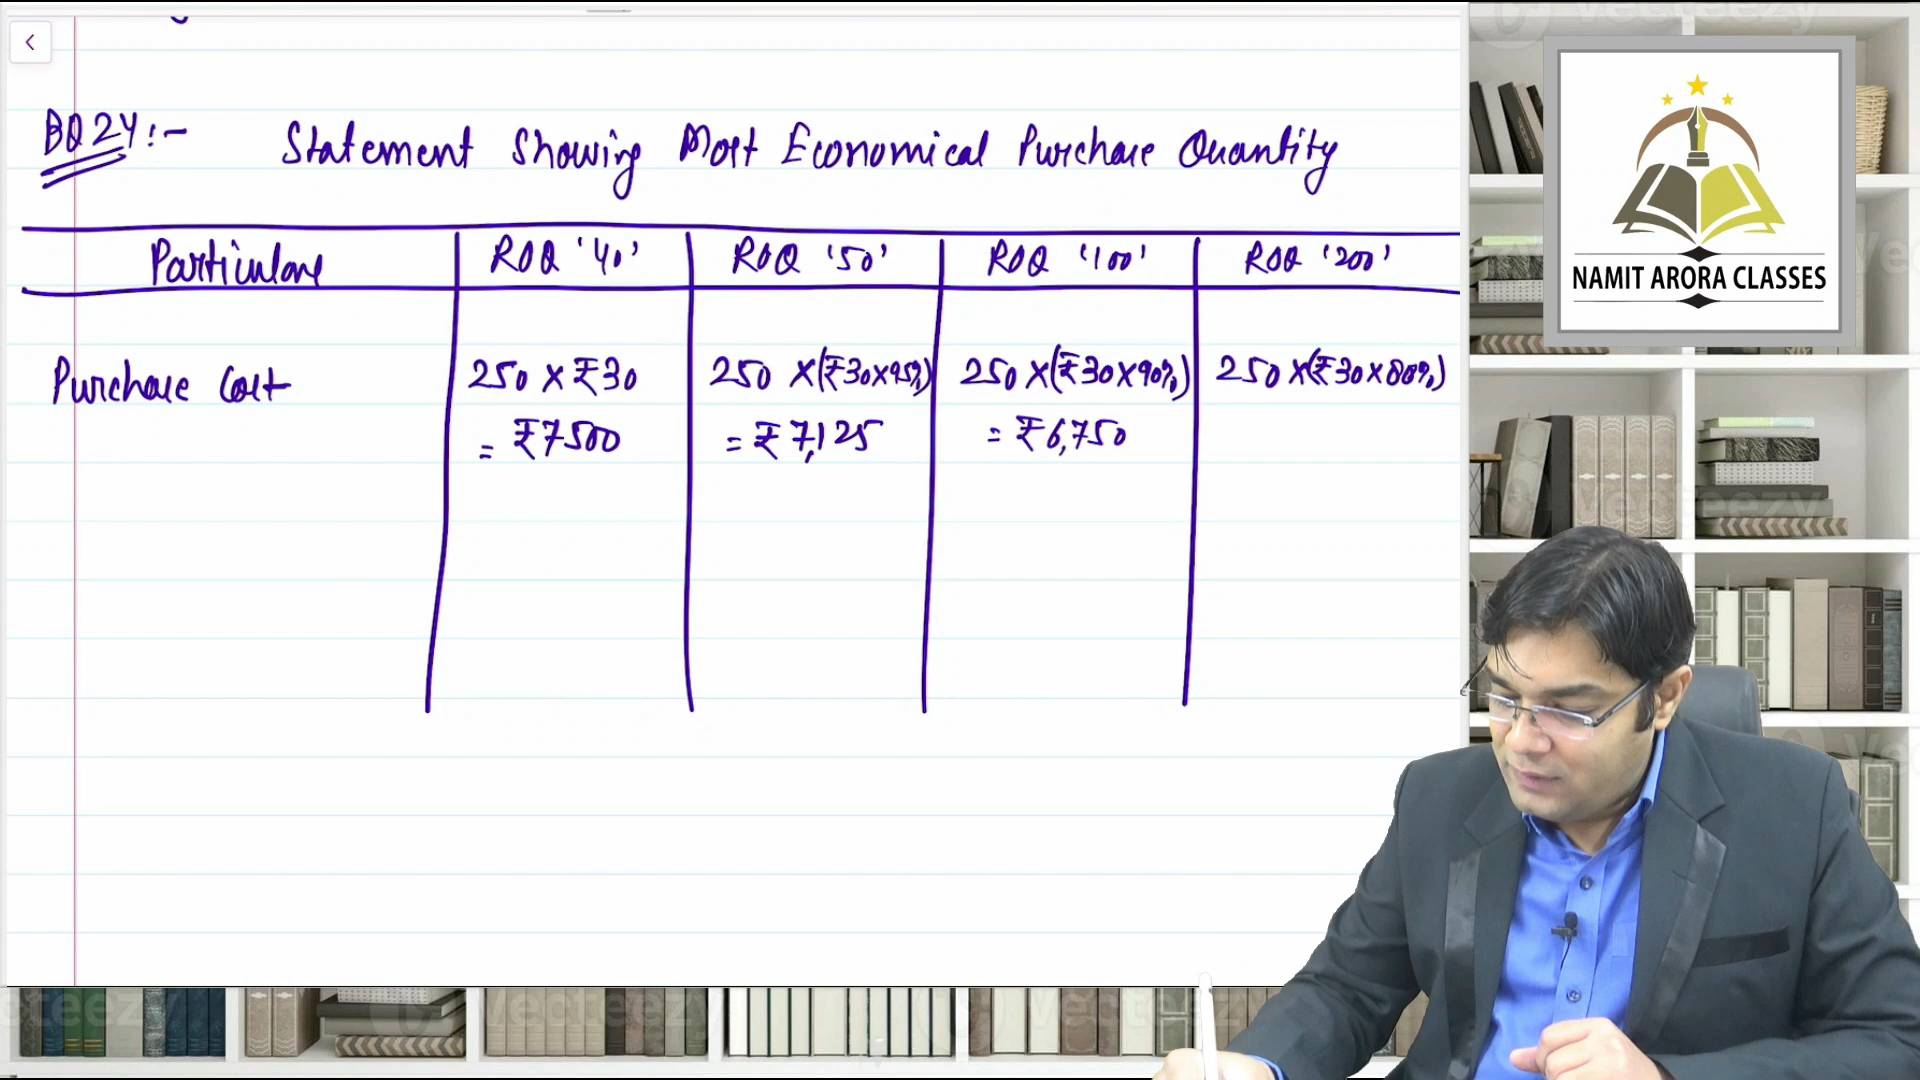 BQ 24:- Statement Showing Most Economical Purchase Quantity
Particulars ROQ '40' ROQ '50' ROQ '100' ROQ '200'
Purchase Cost 250 × ₹30 250 × (₹30×95%) 250 × (₹30×90%) 250 × (₹30×80%)
= ₹7500 = ₹7,125 = ₹6,750
NAMIT ARORA CLASSES
Vecteezy